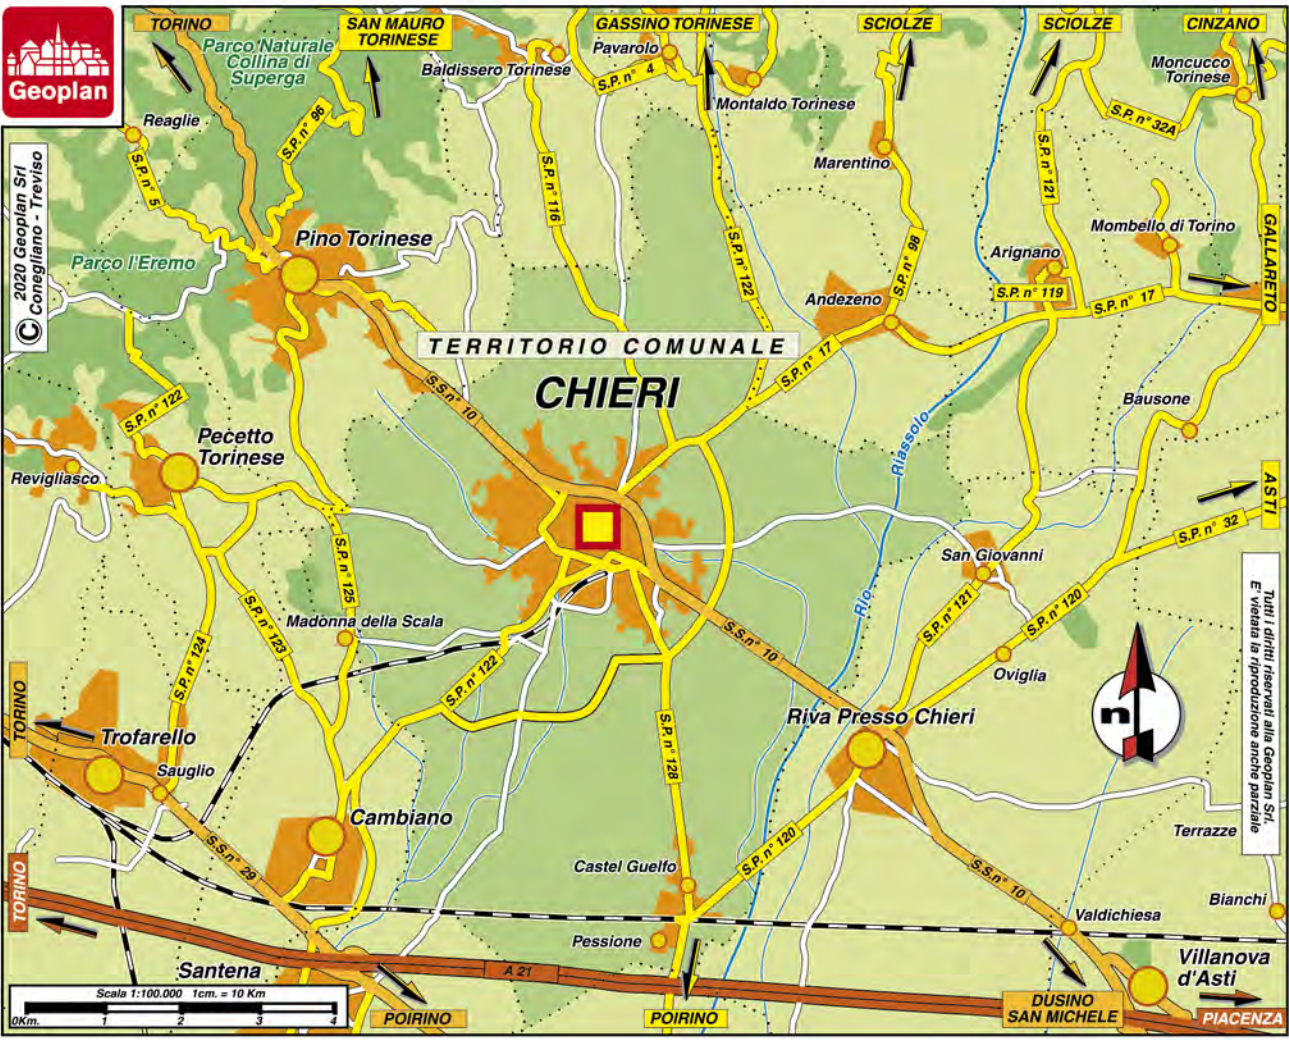 TORINO
SAN MAURO
TORINESE
GASSINO TORINESE
SCIOLZE
SCIOLZE
CINZANO
Geoplan
Parco Naturale
Collina di
Superga
Baldissero Torinese
Pavarolo
S.P. n° 4
Montaldo Torinese
Moncucco
Torinese
S.P. n° 32A
Reaglie
S.P. n° 96
S.P. n° 5
S.P. n° 116
Marentino
S.P. n° 121
© 2020 Geoplan Srl
Conegliano - Treviso
Pino Torinese
Parco l'Eremo
S.P. n° 122
S.P. n° 98
Arignano
Mombello di Torino
GALLARETO
Andezeno
S.P. n° 119
S.P. n° 17
TERRITORIO COMUNALE
CHIERI
S.P. n° 17
S.S.n° 10
S.P. n° 122
Bausone
Pecetto
Torinese
Revigliasco
Riassolo
ASTI
S.P. n° 32
San Giovanni
S.P. n° 125
Rio
S.P. n° 121
S.P. n° 120
Madonna della Scala
S.P. n° 123
S.P. n° 124
S.S.n° 10
S.P. n° 122
Oviglia
TORINO
Trofarello
Sauglio
Riva Presso Chieri
n
Tutti i diritti riservati alla Geoplan Srl.
E' vietata la riproduzione anche parziale
S.P. n° 128
Cambiano
Terrazze
S.S.n° 29
Castel Guelfo
S.P. n° 120
S.S.n° 10
TORINO
Bianchi
Valdichiesa
Pessione
Villanova
d'Asti
Santena
A 21
Scala 1:100.000 1cm. = 10 Km
0Km. 1 2 3 4
POIRINO
POIRINO
DUSINO
SAN MICHELE
PIACENZA